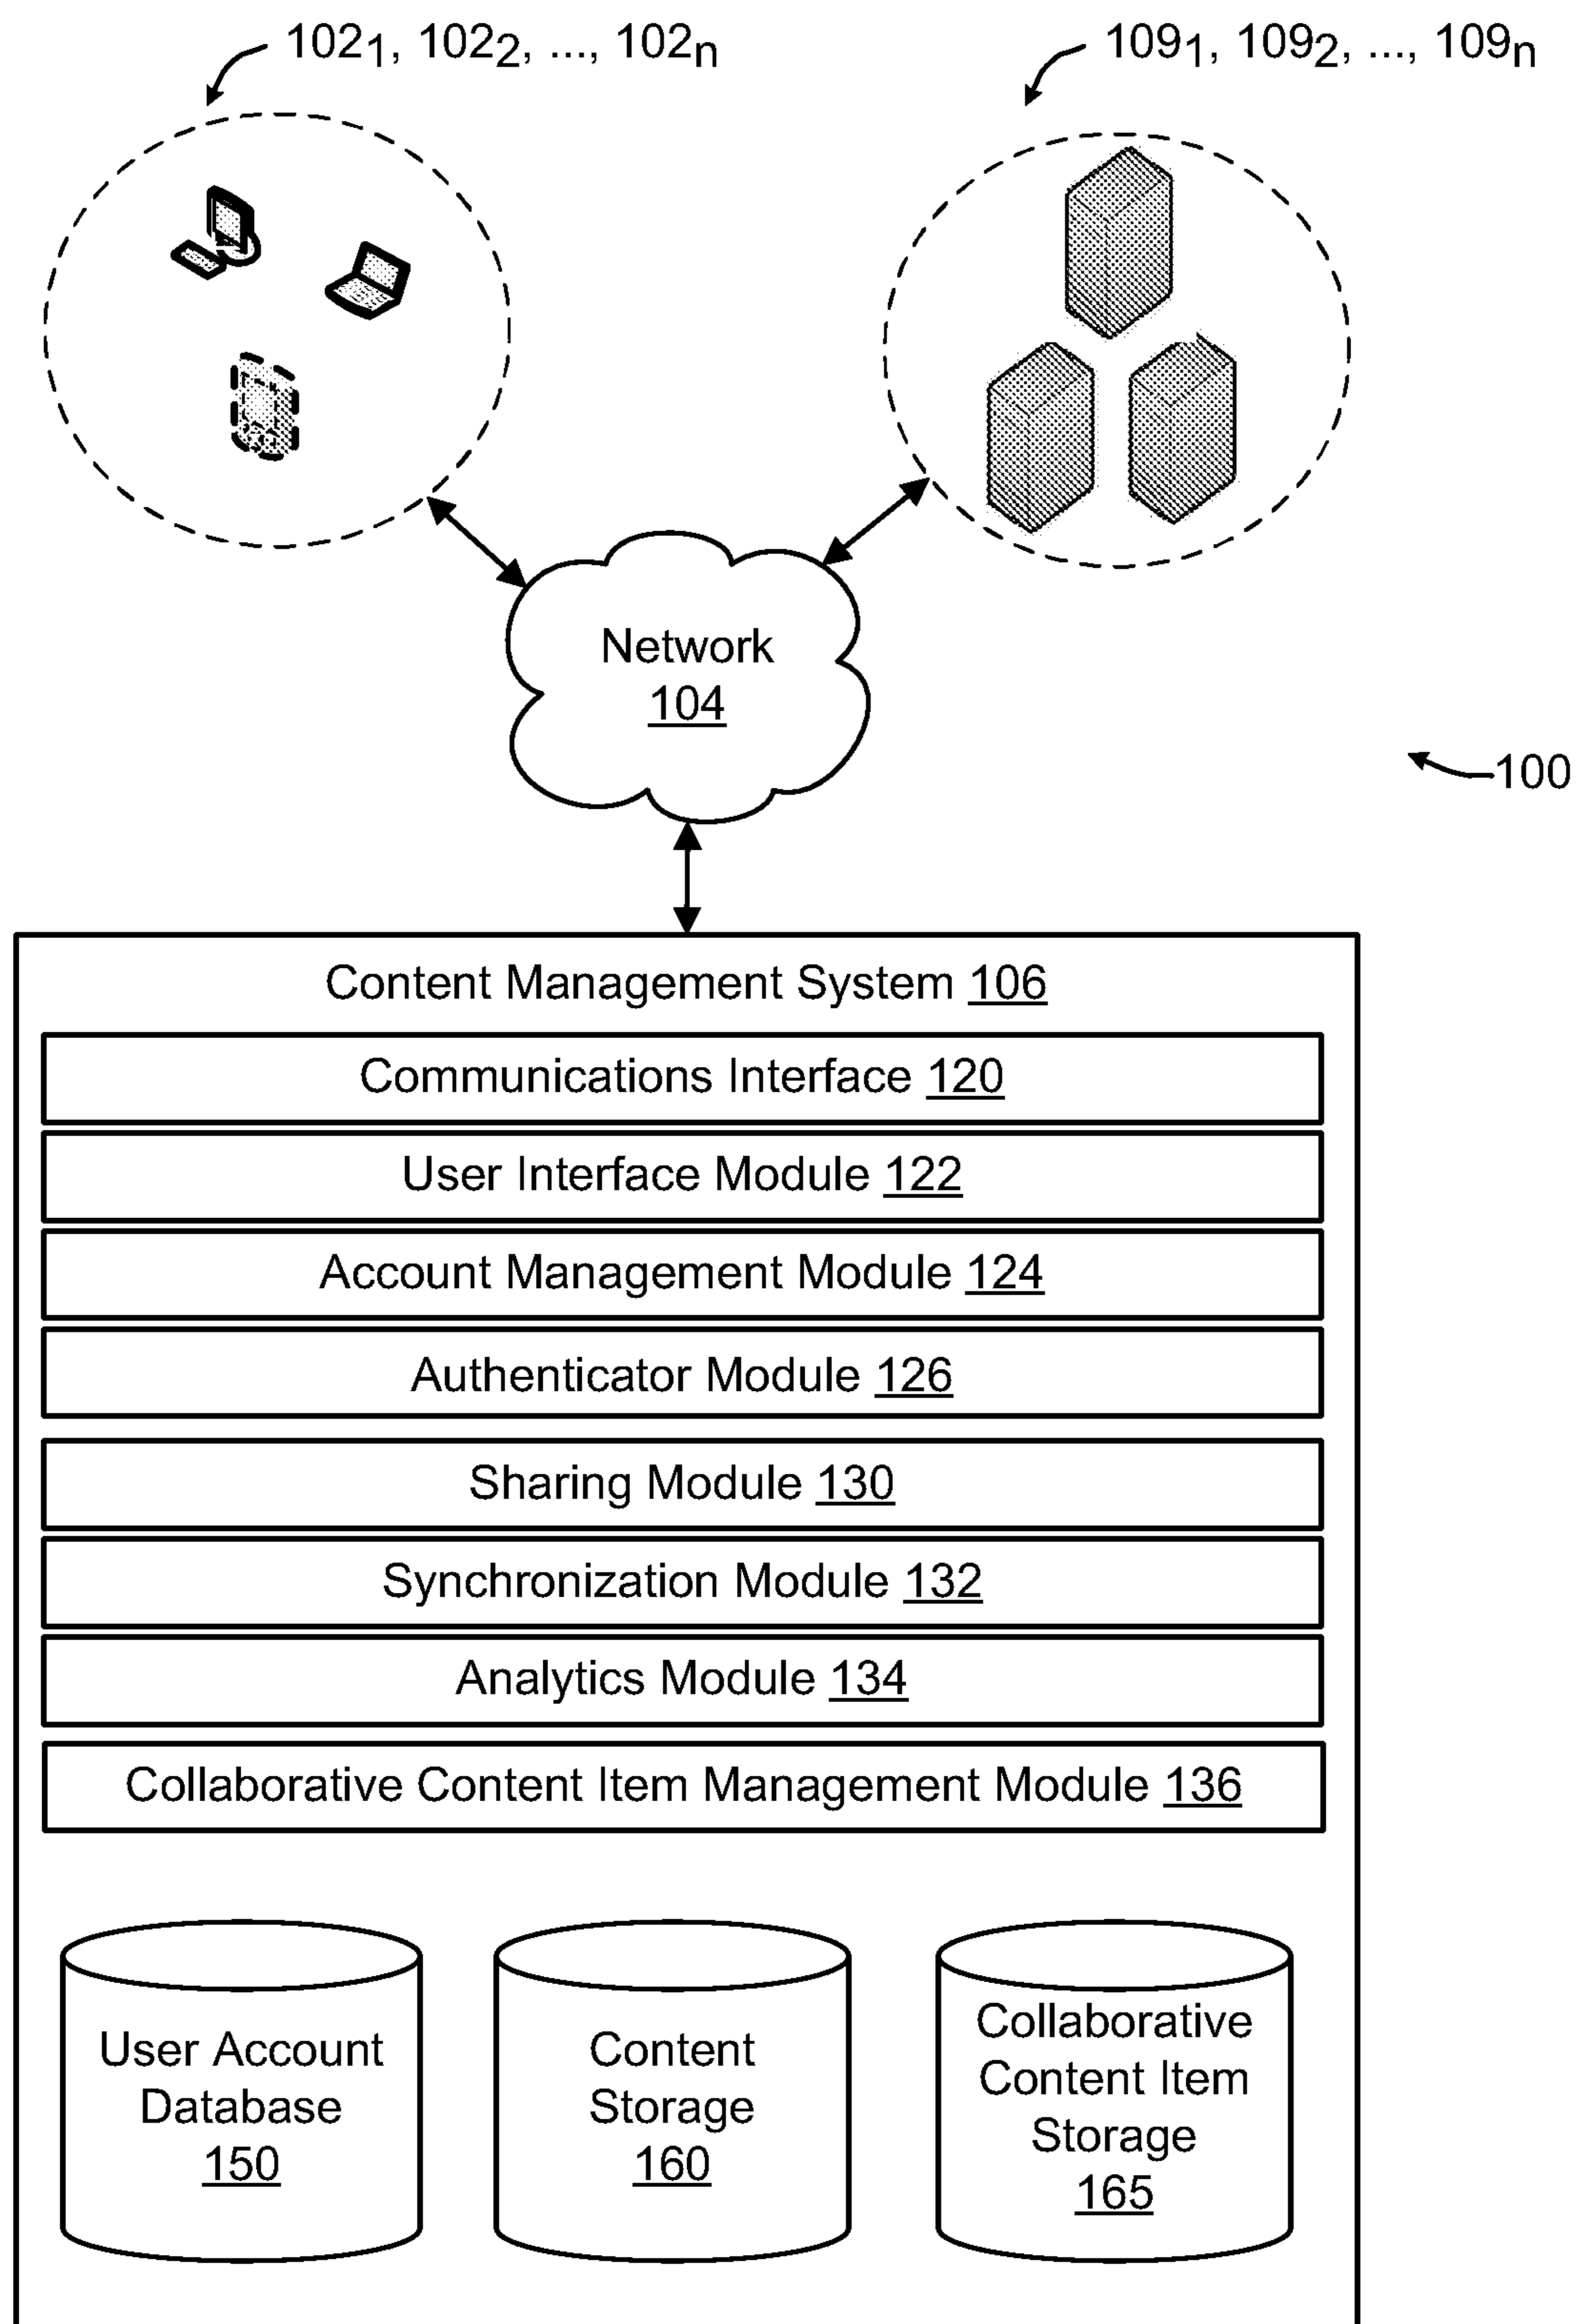 102₁, 102₂, ..., 102ₙ
109₁, 109₂, ..., 109ₙ
Network
104
100
Content Management System 106
Communications Interface 120
User Interface Module 122
Account Management Module 124
Authenticator Module 126
Sharing Module 130
Synchronization Module 132
Analytics Module 134
Collaborative Content Item Management Module 136
User Account
Database
150
Content
Storage
160
Collaborative
Content Item
Storage
165